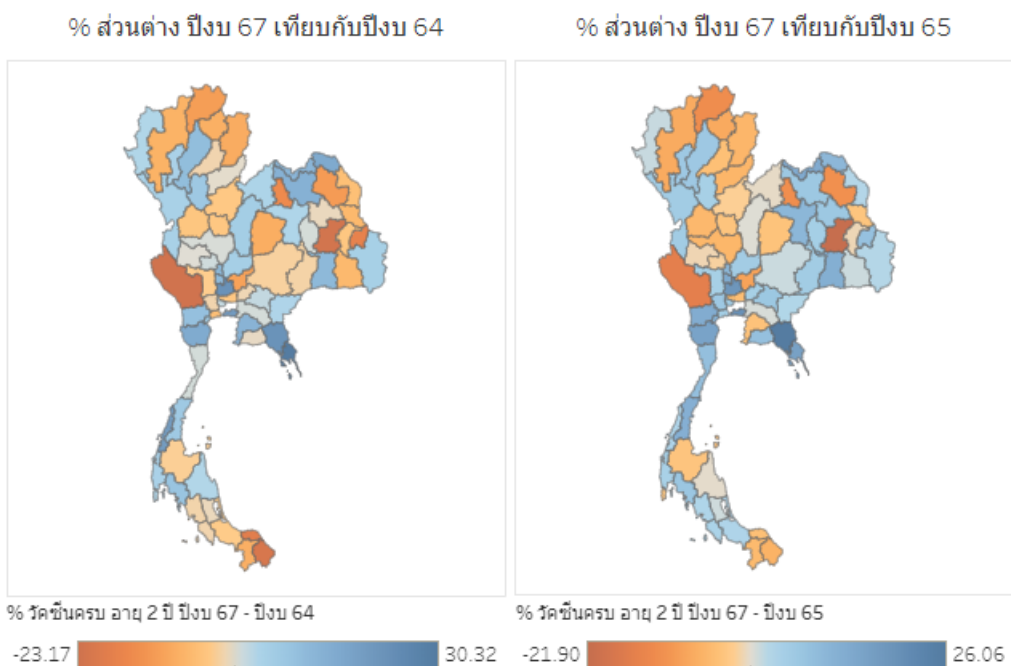 % ส่วนต่าง ปีงบ 67 เทียบกับปีงบ 64
% ส่วนต่าง ปีงบ 67 เทียบกับปีงบ 65
% วัคซีนครบ อายุ 2 ปี ปีงบ 67 - ปีงบ 64
% วัคซีนครบ อายุ 2 ปี ปีงบ 67 - ปีงบ 65
-23.17 30.32
-21.90 26.06